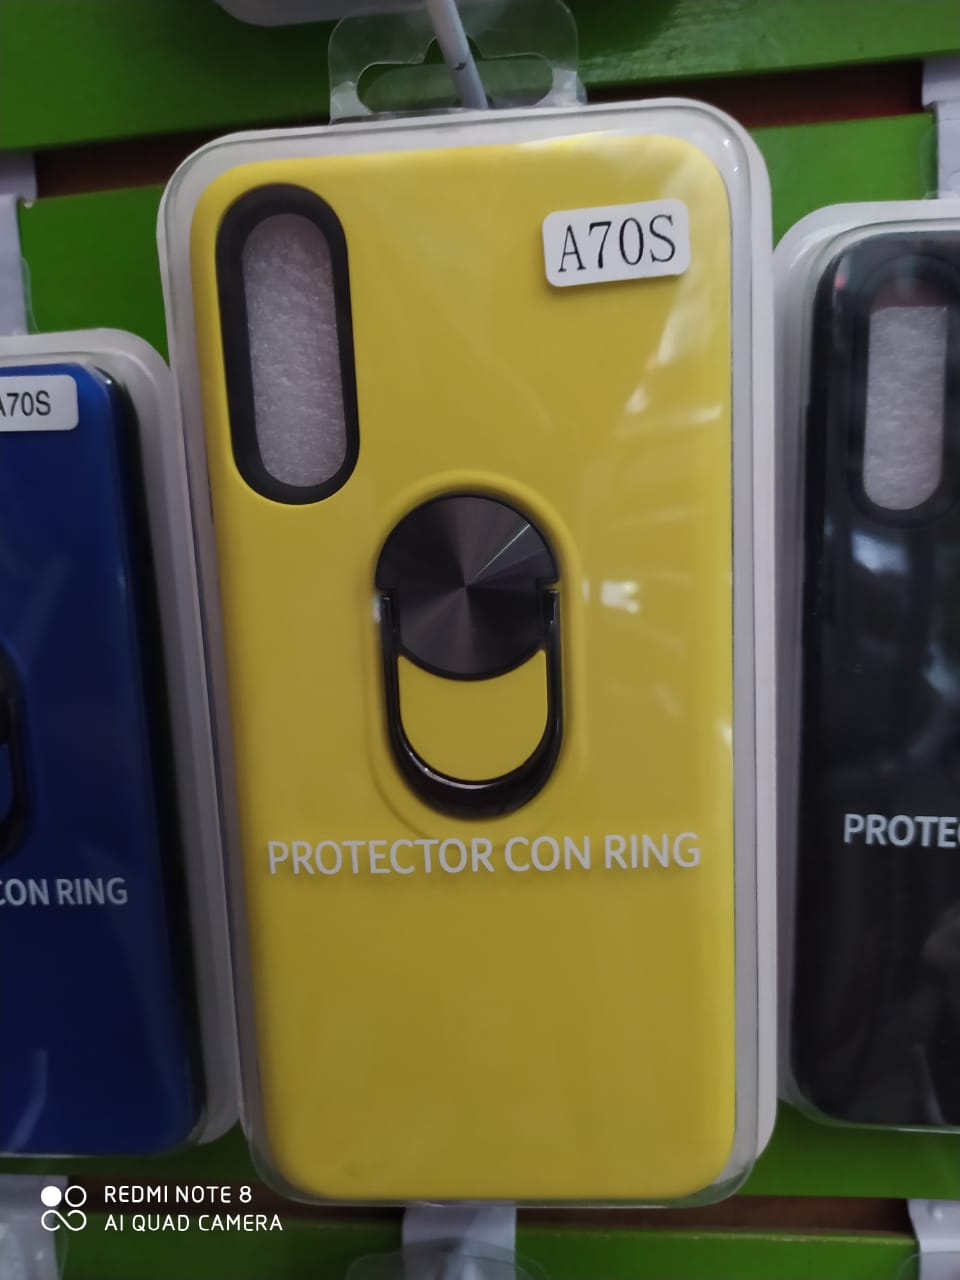 A70S
A70S
PROTECTOR CON RING
PROTEC
CON RING
REDMI NOTE 8
AI QUAD CAMERA